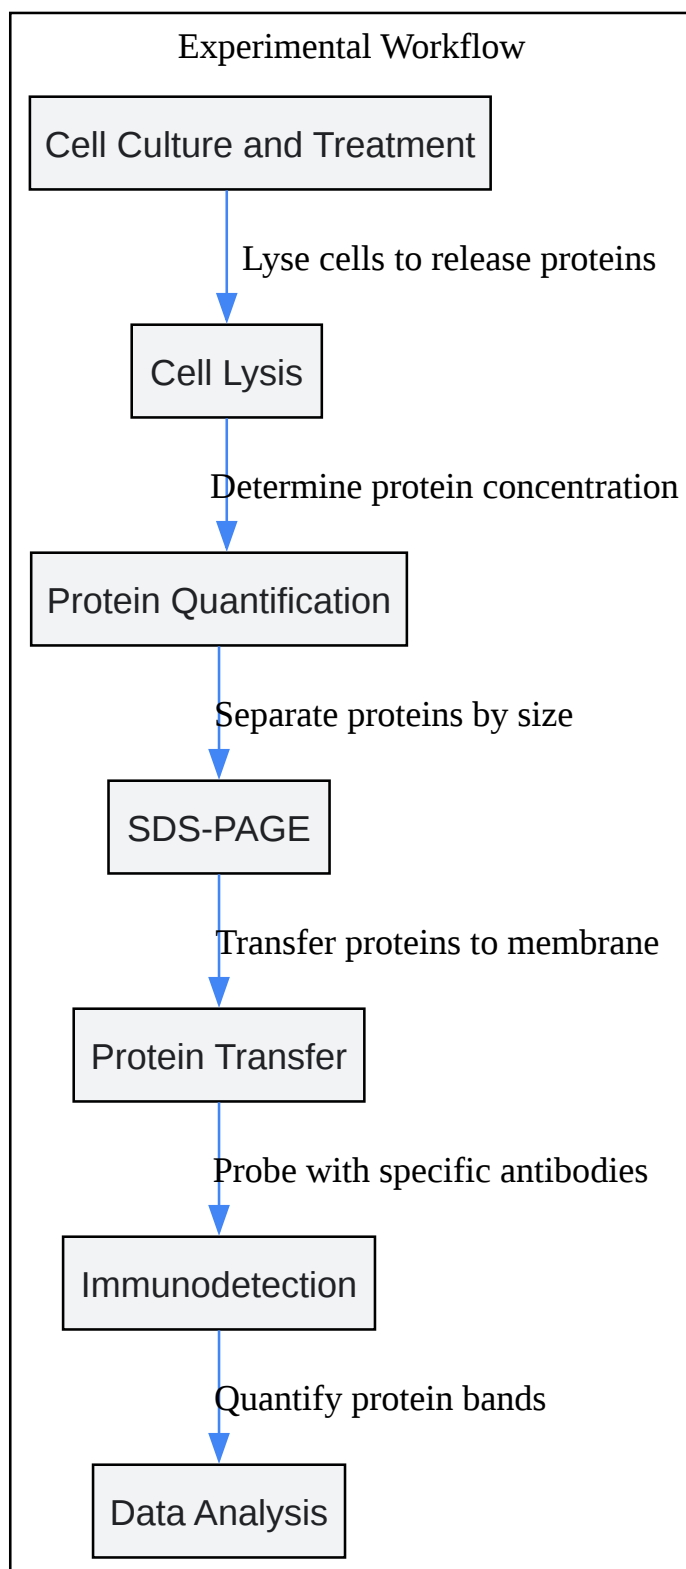 Experimental Workflow
Cell Culture and Treatment
Lyse cells to release proteins
Cell Lysis
Determine protein concentration
Protein Quantification
Separate proteins by size
SDS-PAGE
Transfer proteins to membrane
Protein Transfer
Probe with specific antibodies
Immunodetection
Quantify protein bands
Data Analysis